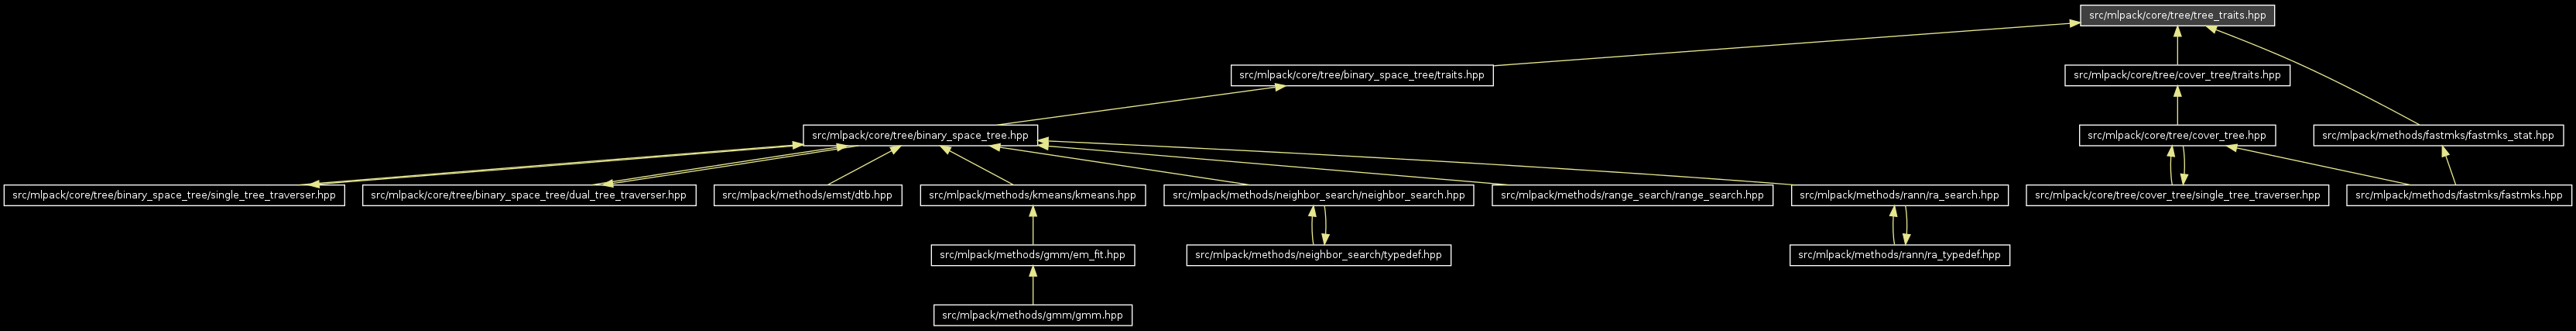 src/mlpack/core/tree/tree_traits.hpp
src/mlpack/core/tree/binary_space_tree/traits.hpp
src/mlpack/core/tree/cover_tree/traits.hpp
src/mlpack/core/tree/binary_space_tree.hpp
src/mlpack/core/tree/cover_tree.hpp
src/mlpack/methods/fastmks/fastmks_stat.hpp
src/mlpack/core/tree/binary_space_tree/single_tree_traverser.hpp
src/mlpack/core/tree/binary_space_tree/dual_tree_traverser.hpp
src/mlpack/methods/emst/dtb.hpp
src/mlpack/methods/kmeans/kmeans.hpp
src/mlpack/methods/neighbor_search/neighbor_search.hpp
src/mlpack/methods/range_search/range_search.hpp
src/mlpack/methods/rann/ra_search.hpp
src/mlpack/core/tree/cover_tree/single_tree_traverser.hpp
src/mlpack/methods/fastmks/fastmks.hpp
src/mlpack/methods/gmm/em_fit.hpp
src/mlpack/methods/neighbor_search/typedef.hpp
src/mlpack/methods/rann/ra_typedef.hpp
src/mlpack/methods/gmm/gmm.hpp